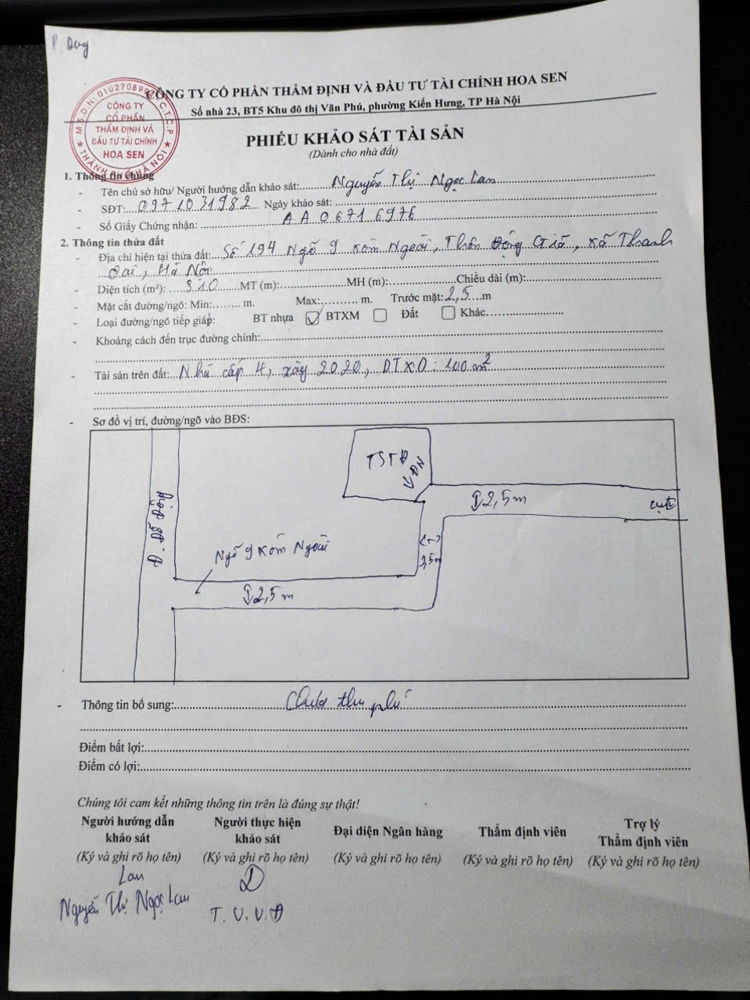 P. Dung
CÔNG TY CỔ PHẦN THẨM ĐỊNH VÀ ĐẦU TƯ TÀI CHÍNH HOA SEN
Số nhà 23, BT5 Khu đô thị Văn Phú, phường Kiến Hưng, TP Hà Nội
CÔNG TY
CỔ PHẦN
THẨM ĐỊNH VÀ
ĐẦU TƯ TÀI CHÍNH
HOA SEN
THÀNH PHỐ HÀ NỘI
PHIẾU KHẢO SÁT TÀI SẢN
(Dành cho nhà đất)
1. Thông tin chung
- Tên chủ sở hữu/ Người hướng dẫn khảo sát: Nguyễn Thị Ngọc Lan
- SĐT: 0971031982 Ngày khảo sát:
- Số Giấy Chứng nhận: AA 06716976
2. Thông tin thửa đất
- Địa chỉ hiện tại thửa đất: Số 194 Ngõ 9 xóm Ngoài, Thôn Động Giã, xã Thanh
Oai, Hà Nội
- Diện tích (m²): 310 MT (m): MH (m): Chiều dài (m):
- Mặt cắt đường/ngõ: Min: m. Max: m. Trước mặt: 2,5 m
- Loại đường/ngõ tiếp giáp: BT nhựa ☑ BTXM ☐ Đất ☐ Khác
- Khoảng cách đến trục đường chính:
- Tài sản trên đất: Nhà cấp 4, xây 2020, DTXD: 100m²
- Sơ đồ vị trí, đường/ngõ vào BĐS:
TSTĐ
ĐN
2,5m
cụt
2,5m
Ngõ 9 xóm Ngoài
2,5m
- Thông tin bổ sung: Chưa thu phí
Điểm bất lợi:
Điểm có lợi:
Chúng tôi cam kết những thông tin trên là đúng sự thật!
Người hướng dẫn khảo sát
Người thực hiện khảo sát
Đại diện Ngân hàng
Thẩm định viên
Trợ lý Thẩm định viên
(Ký và ghi rõ họ tên) (Ký và ghi rõ họ tên) (Ký và ghi rõ họ tên) (Ký và ghi rõ họ tên) (Ký và ghi rõ họ tên)
Lan
Nguyễn Thị Ngọc Lan
T. V. V. Đ